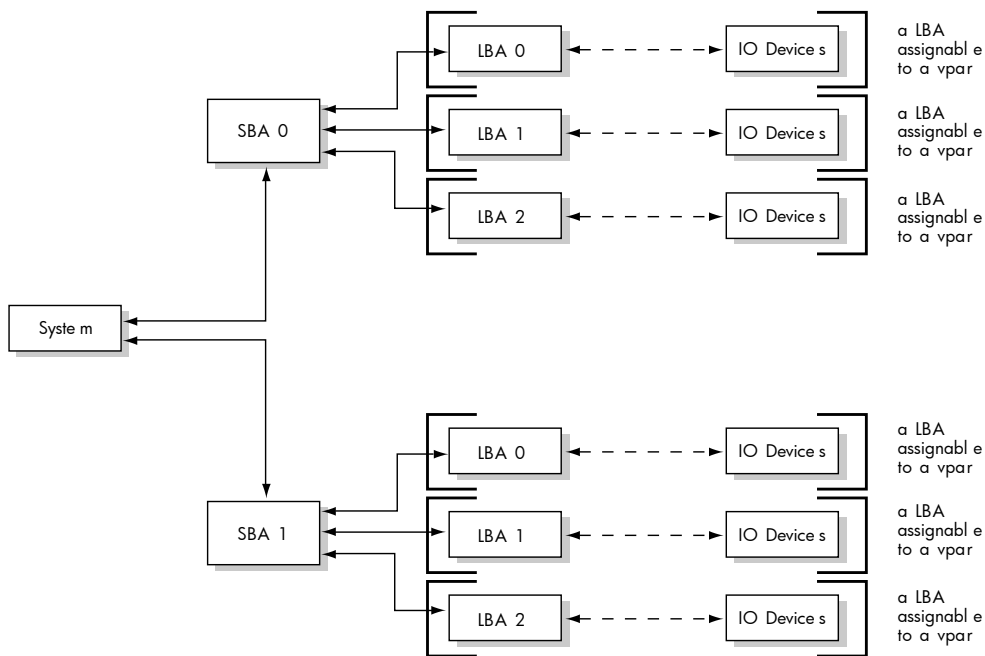 LBA 0
IO Device s
a LBA
assignabl e
to a vpar
SBA 0
LBA 1
IO Device s
a LBA
assignabl e
to a vpar
LBA 2
IO Device s
a LBA
assignabl e
to a vpar
Syste m
LBA 0
IO Device s
a LBA
assignabl e
to a vpar
SBA 1
LBA 1
IO Device s
a LBA
assignabl e
to a vpar
LBA 2
IO Device s
a LBA
assignabl e
to a vpar